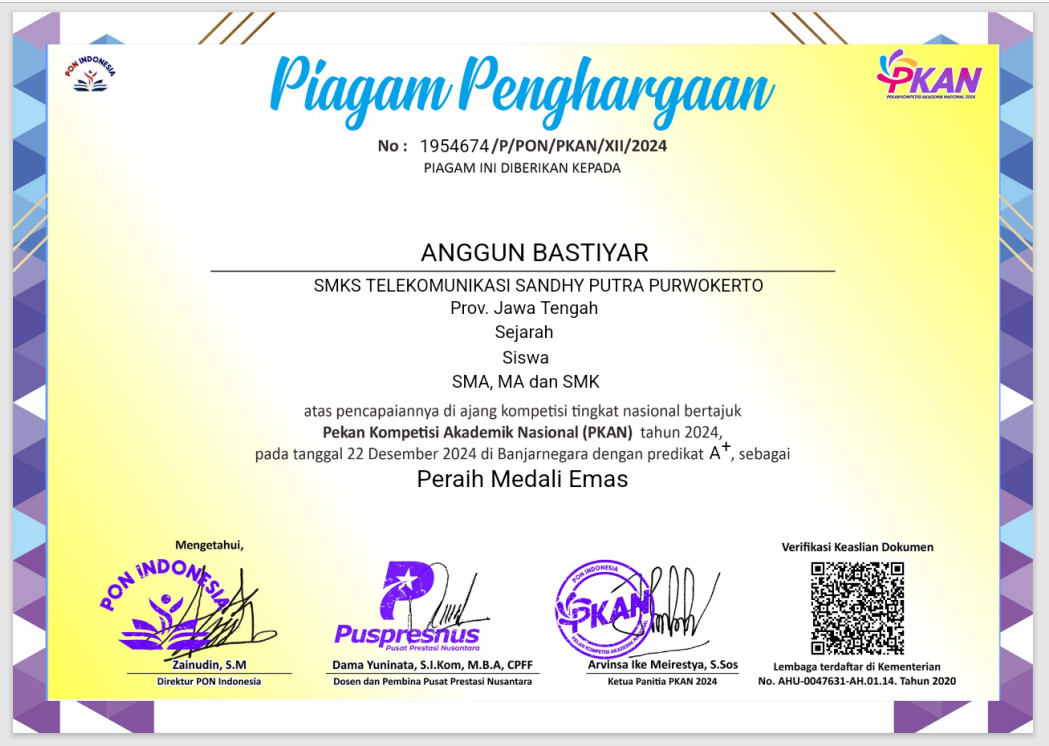 PON INDONESIA
Piagam Penghargaan
PKAN
PEKAN KOMPETISI AKADEMIK NASIONAL 2024
No : 1954674/P/PON/PKAN/XII/2024
PIAGAM INI DIBERIKAN KEPADA
ANGGUN BASTIYAR
SMKS TELEKOMUNIKASI SANDHY PUTRA PURWOKERTO
Prov. Jawa Tengah
Sejarah
Siswa
SMA, MA dan SMK
atas pencapaiannya di ajang kompetisi tingkat nasional bertajuk
Pekan Kompetisi Akademik Nasional (PKAN) tahun 2024,
pada tanggal 22 Desember 2024 di Banjarnegara dengan predikat A+, sebagai
Peraih Medali Emas
Mengetahui,
PON INDONESIA
Zainudin, S.M
Direktur PON Indonesia
Puspresnus
Pusat Prestasi Nusantara
Dama Yuninata, S.I.Kom, M.B.A, CPFF
Dosen dan Pembina Pusat Prestasi Nusantara
PON INDONESIA
PKAN
PEKAN KOMPETISI AKADEMIK NASIONAL
Arvinsa Ike Meirestya, S.Sos
Ketua Panitia PKAN 2024
Verifikasi Keaslian Dokumen
Lembaga terdaftar di Kementerian
No. AHU-0047631-AH.01.14. Tahun 2020